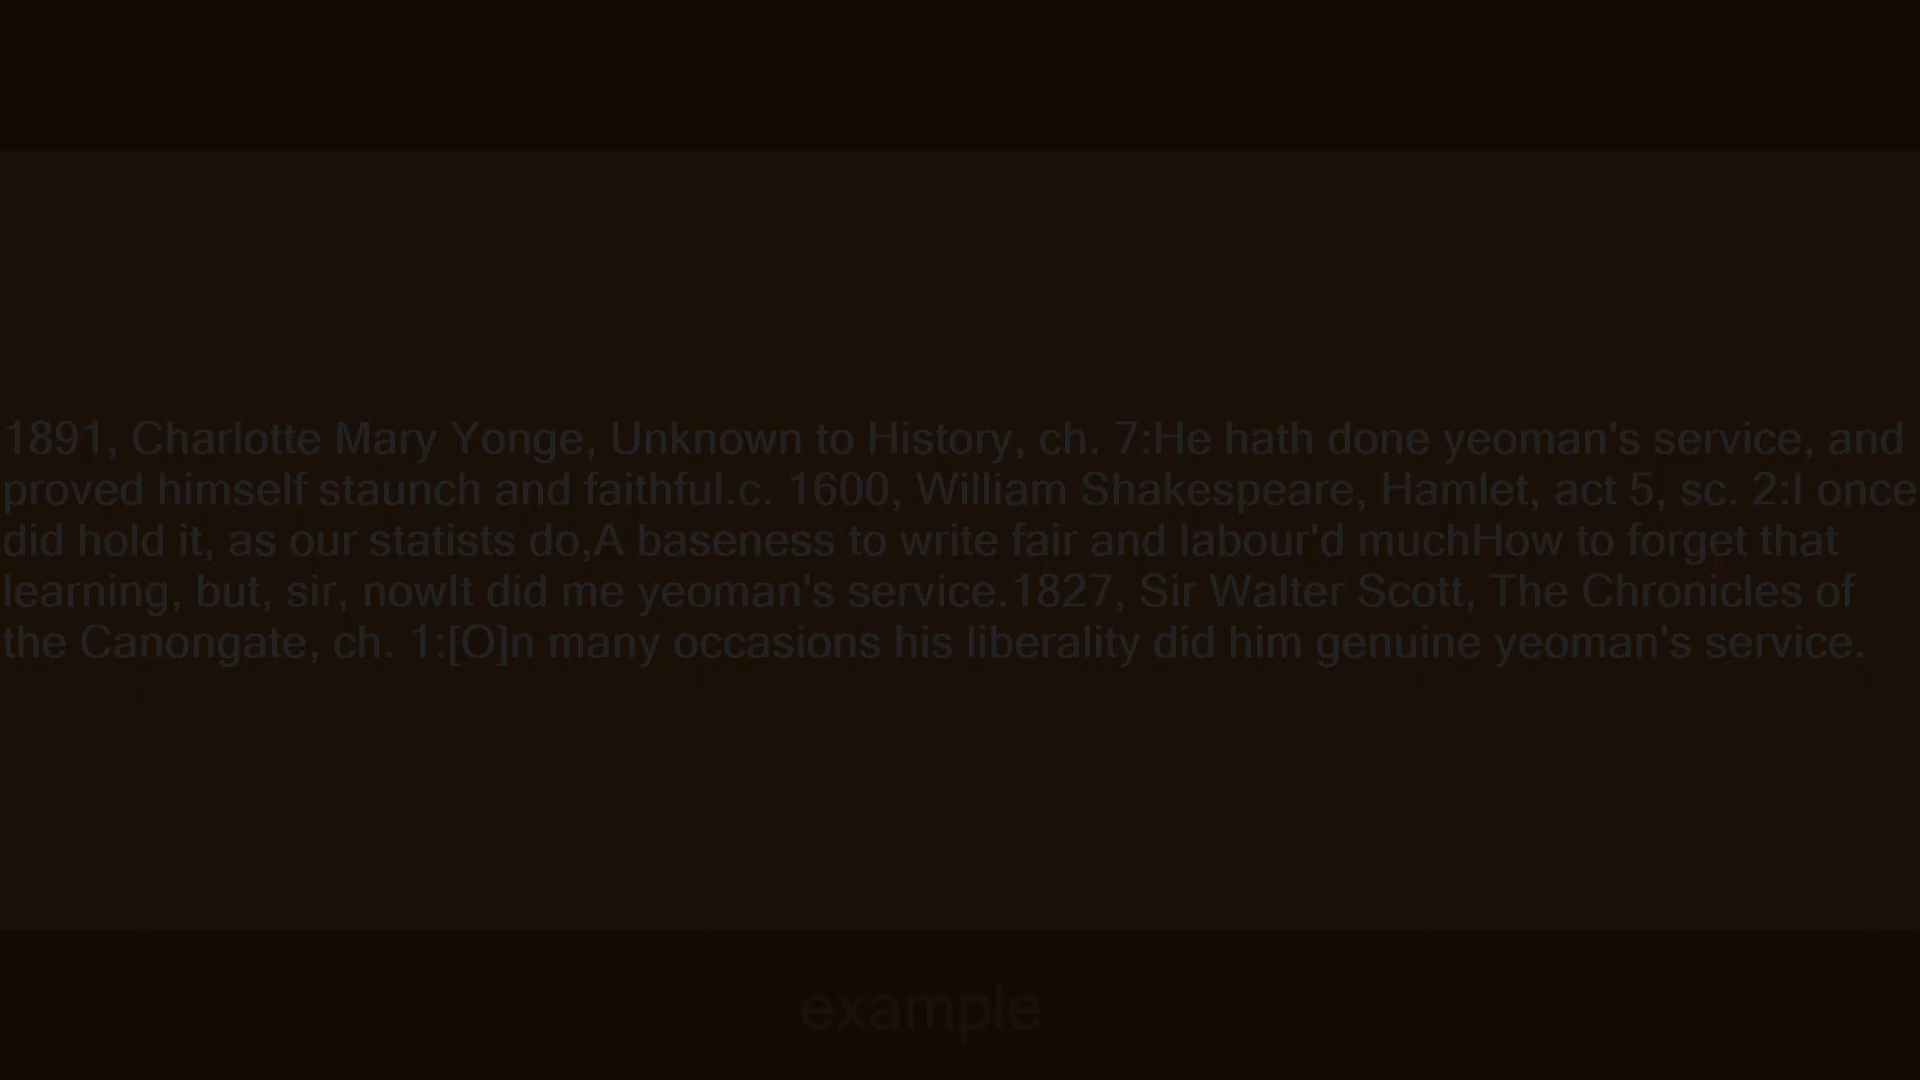 1891, Charlotte Mary Yonge, Unknown to History, ch. 7:He hath done yeoman's service, and
proved himself staunch and faithful.c. 1600, William Shakespeare, Hamlet, act 5, sc. 2:I once
did hold it, as our statists do,A baseness to write fair and labour'd muchHow to forget that
learning, but, sir, nowIt did me yeoman's service.1827, Sir Walter Scott, The Chronicles of
the Canongate, ch. 1:[O]n many occasions his liberality did him genuine yeoman's service.
example